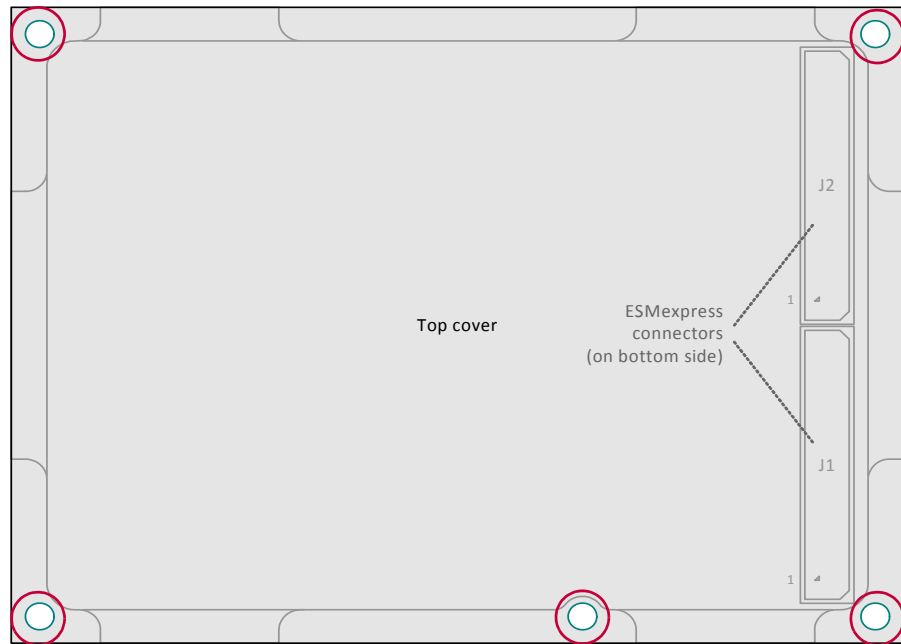 J2
1
ESMexpress
connectors
(on bottom side)
Top cover
J1
1